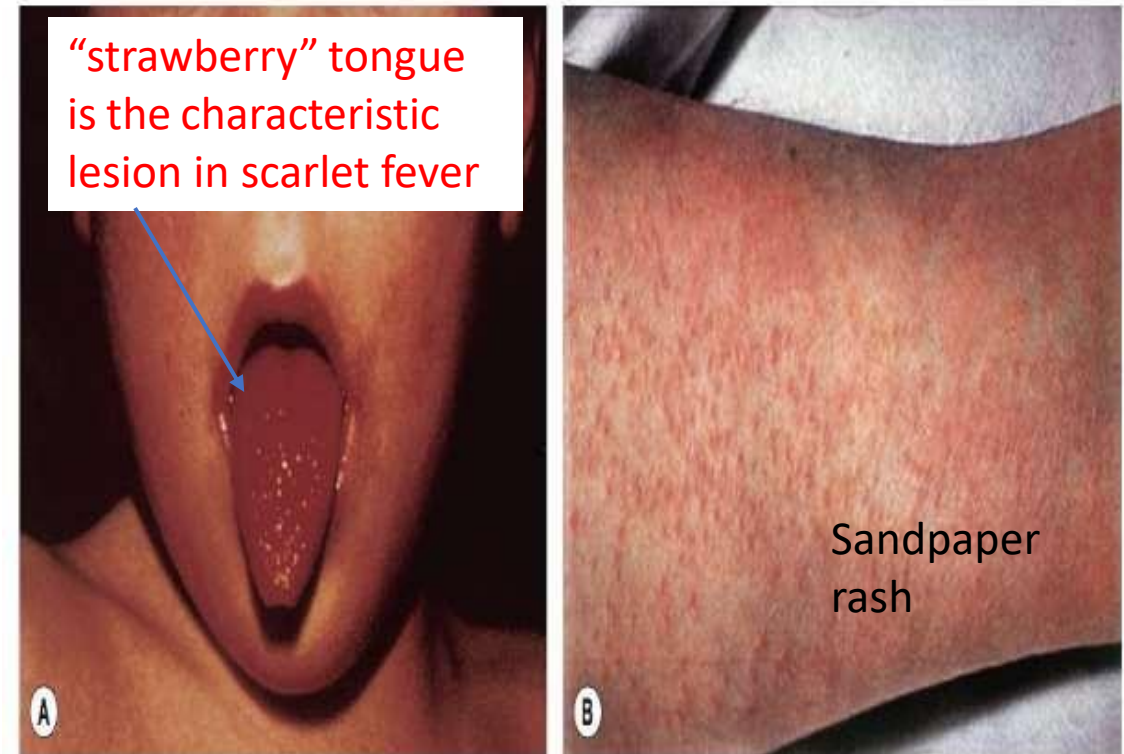 “strawberry” tongue
is the characteristic
lesion in scarlet fever
Sandpaper
rash
A
B